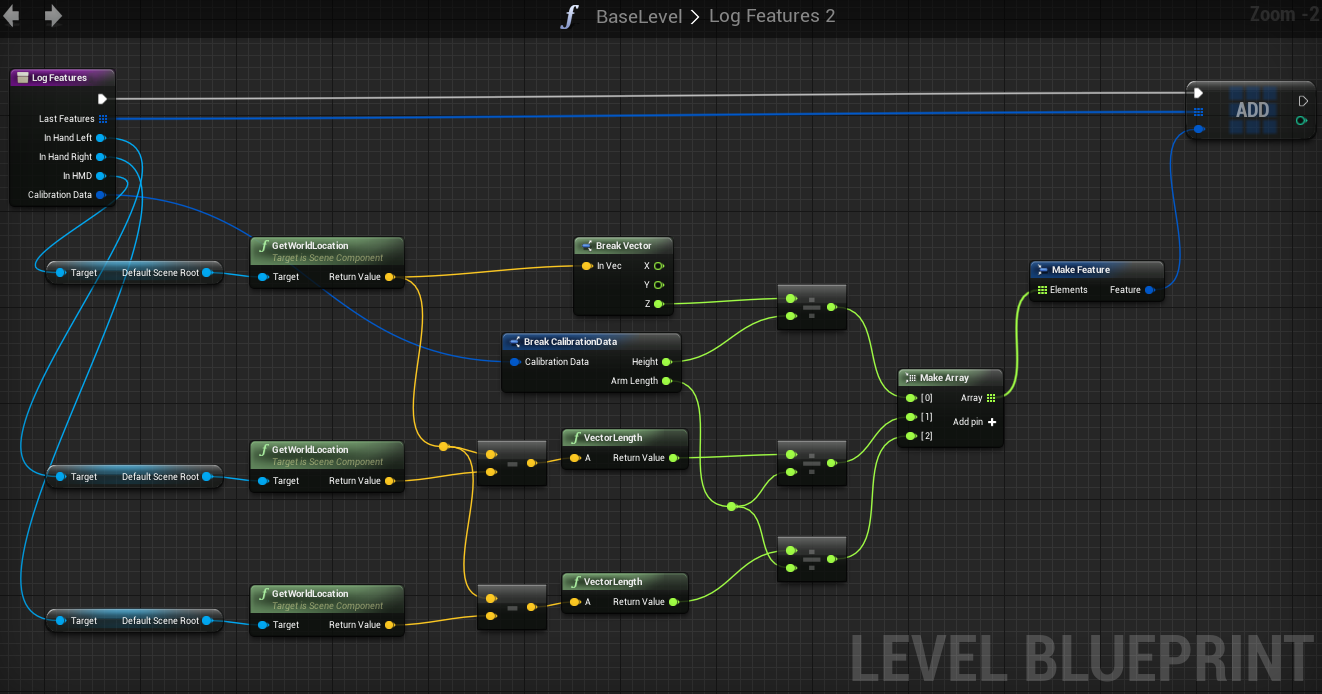 BaseLevel > Log Features 2
Zoom -2
Log Features
Last Features
In Hand Left
In Hand Right
In HMD
Calibration Data
ADD
Target Default Scene Root
GetWorldLocation
Target is Scene Component
Target Return Value
Break Vector
In Vec X
Y
Z
Break CalibrationData
Calibration Data Height
Arm Length
Make Feature
Elements Feature
Make Array
[0] Array
[1]
Add pin +
[2]
Target Default Scene Root
GetWorldLocation
Target is Scene Component
Target Return Value
VectorLength
A Return Value
Target Default Scene Root
GetWorldLocation
Target is Scene Component
Target Return Value
VectorLength
A Return Value
LEVEL BLUEPRINT